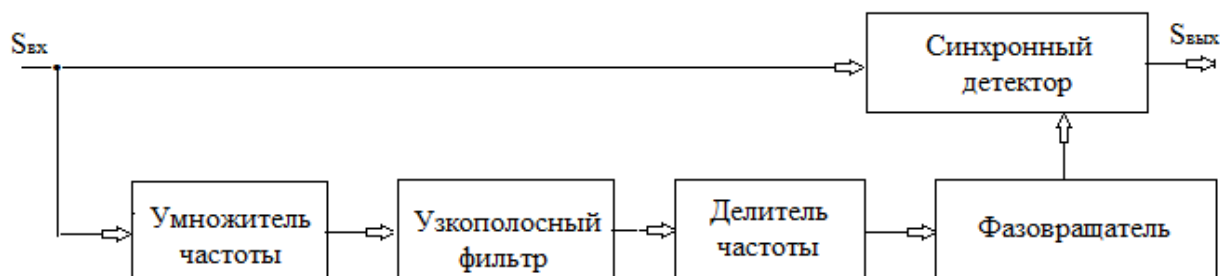 Sвх
Синхронный
детектор
Sвых
Умножитель
частоты
Узкополосный
фильтр
Делитель
частоты
Фазовращатель